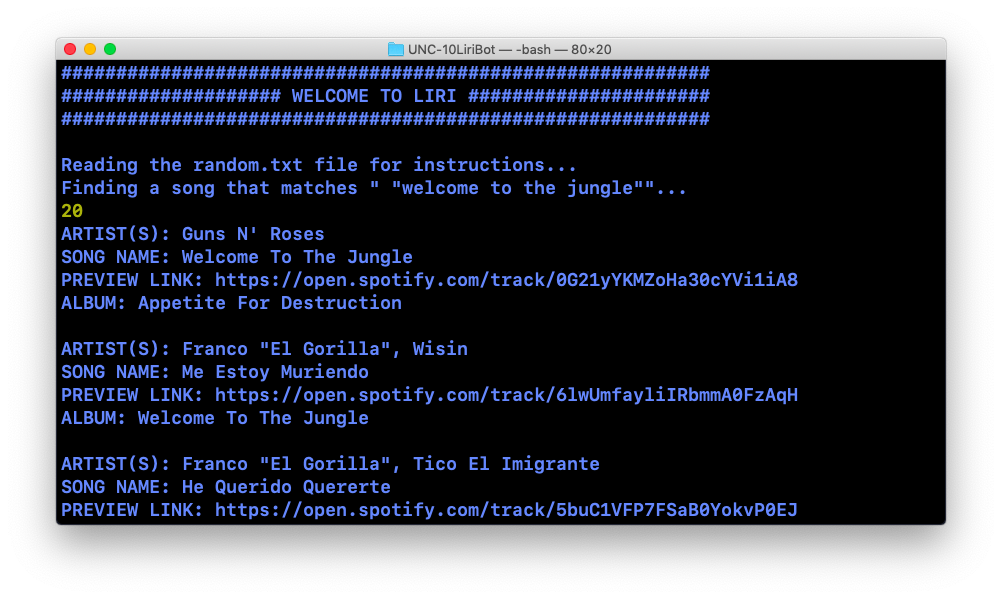 UNC-10LiriBot — -bash — 80×20
###########################################################
#################### WELCOME TO LIRI ######################
###########################################################
Reading the random.txt file for instructions...
Finding a song that matches " "welcome to the jungle""...
20
ARTIST(S): Guns N' Roses
SONG NAME: Welcome To The Jungle
PREVIEW LINK: https://open.spotify.com/track/0G21yYKMZoHa30cYVi1iA8
ALBUM: Appetite For Destruction
ARTIST(S): Franco "El Gorilla", Wisin
SONG NAME: Me Estoy Muriendo
PREVIEW LINK: https://open.spotify.com/track/6lwUmfayliIRbmmA0FzAqH
ALBUM: Welcome To The Jungle
ARTIST(S): Franco "El Gorilla", Tico El Imigrante
SONG NAME: He Querido Quererte
PREVIEW LINK: https://open.spotify.com/track/5buC1VFP7FSaB0YokvP0EJ